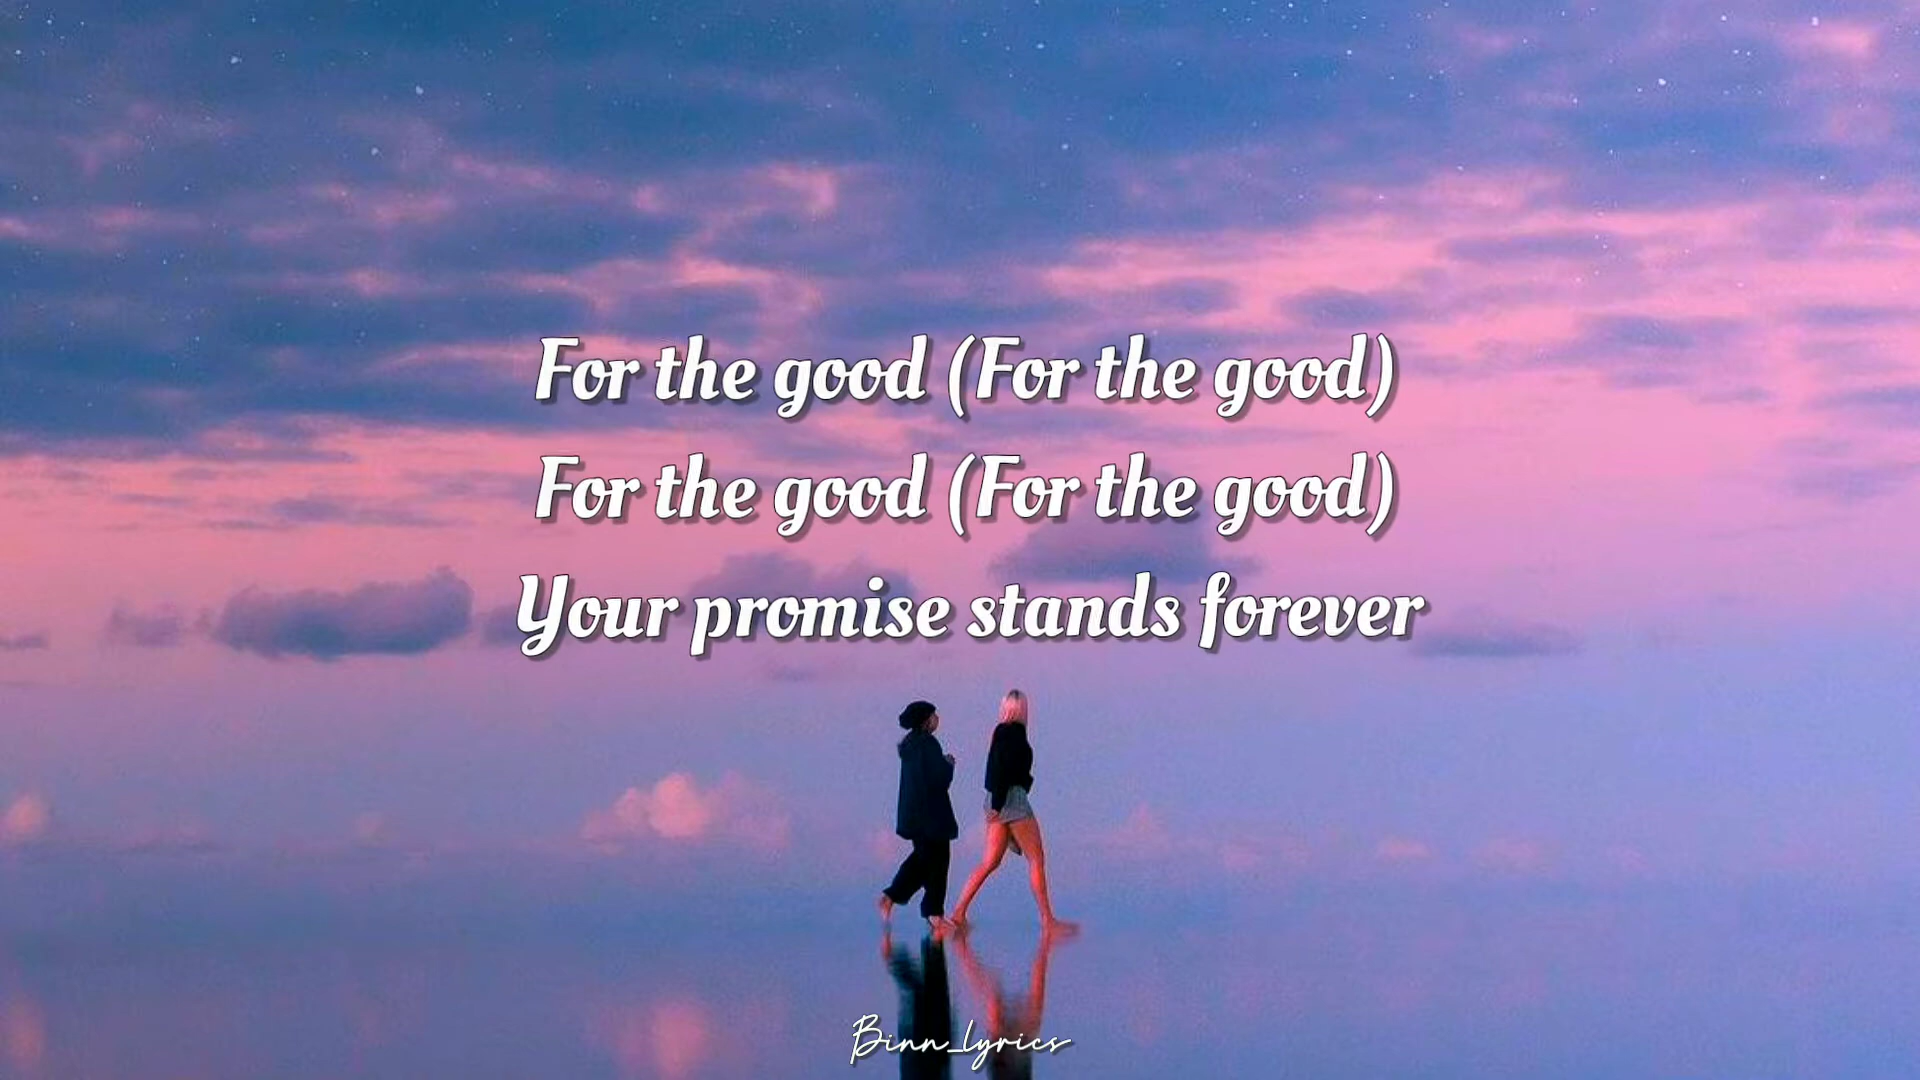 For the good (For the good)
For the good (For the good)
Your promise stands forever
Binn_lyrics